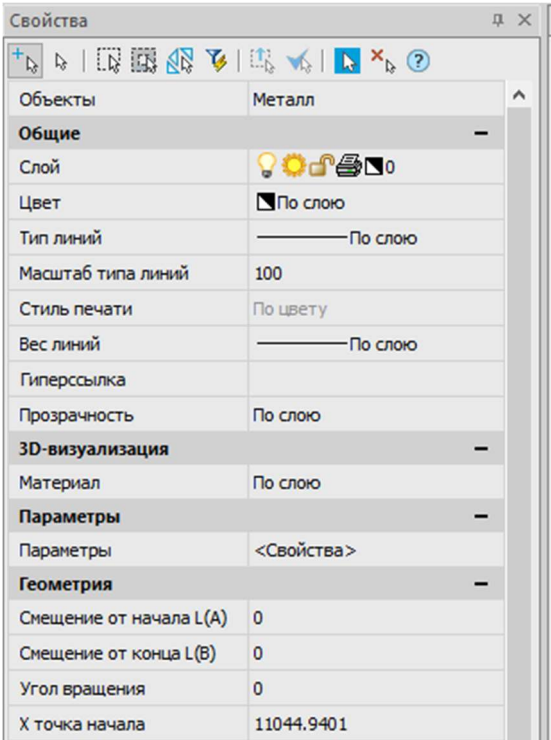 Свойства
Объекты Металл
Общие
Слой 0
Цвет По слою
Тип линий По слою
Масштаб типа линий 100
Стиль печати По цвету
Вес линий По слою
Гиперссылка
Прозрачность По слою
3D-визуализация
Материал По слою
Параметры
Параметры <Свойства>
Геометрия
Смещение от начала L(A) 0
Смещение от конца L(B) 0
Угол вращения 0
X точка начала 11044.9401